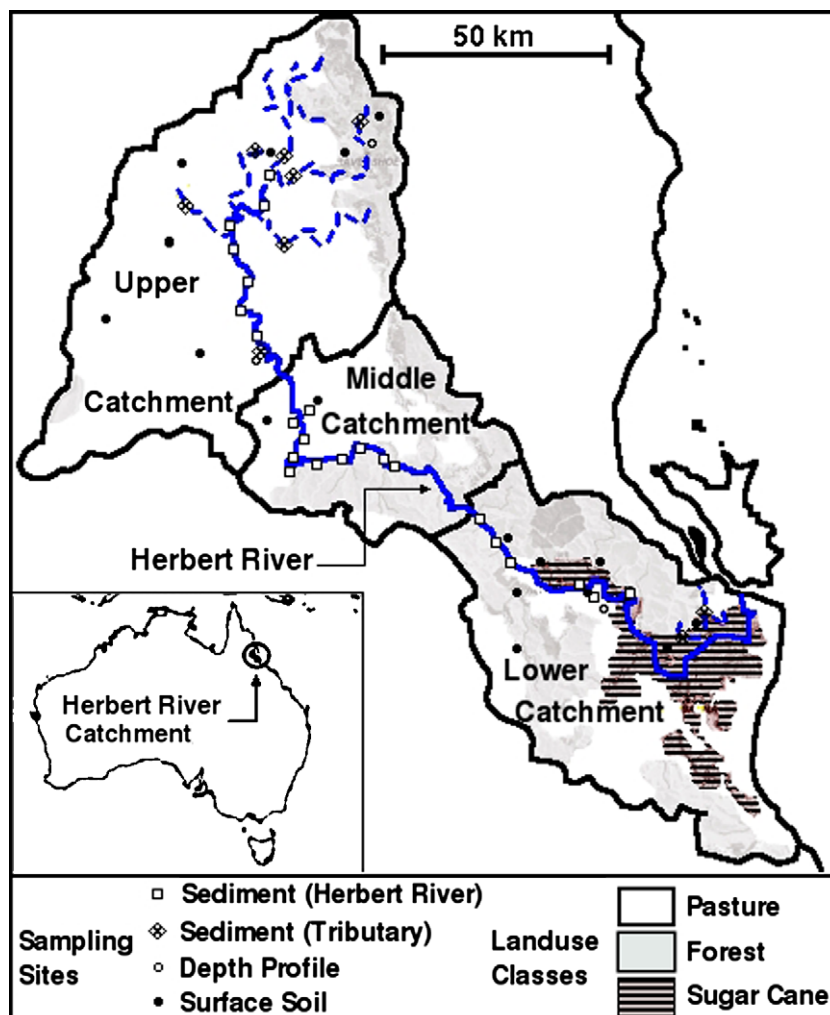 50 km
Upper
Catchment
Middle
Catchment
Herbert River
Lower
Catchment
Herbert River
Catchment
Sampling
Sites
Sediment (Herbert River)
Sediment (Tributary)
Depth Profile
Surface Soil
Landuse
Classes
Pasture
Forest
Sugar Cane